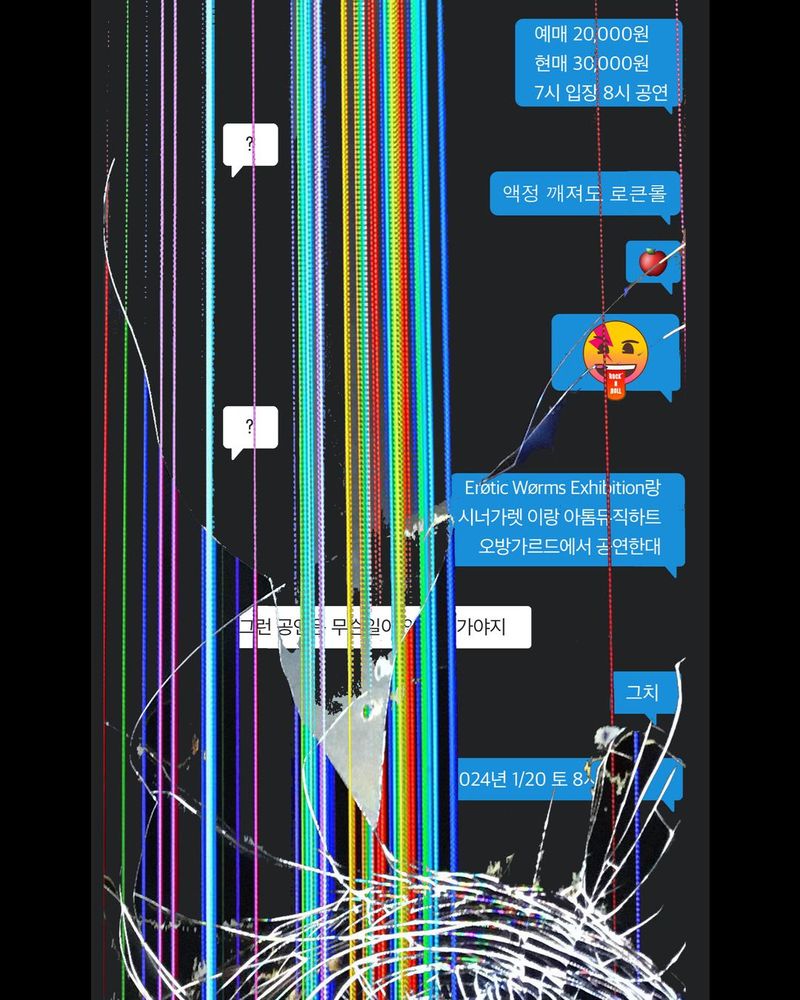 예매 20,000원
현매 30,000원
7시 입장 8시 공연
?
액정 깨져도 로큰롤
ROCK
N
ROLL
?
Erøtic Wørms Exhibition랑
시너가렛 이랑 아톰뮤직하트
오방가르드에서 공연한대
그런 공연은 무슨일이 가야지
그치
024년 1/20 토 8시